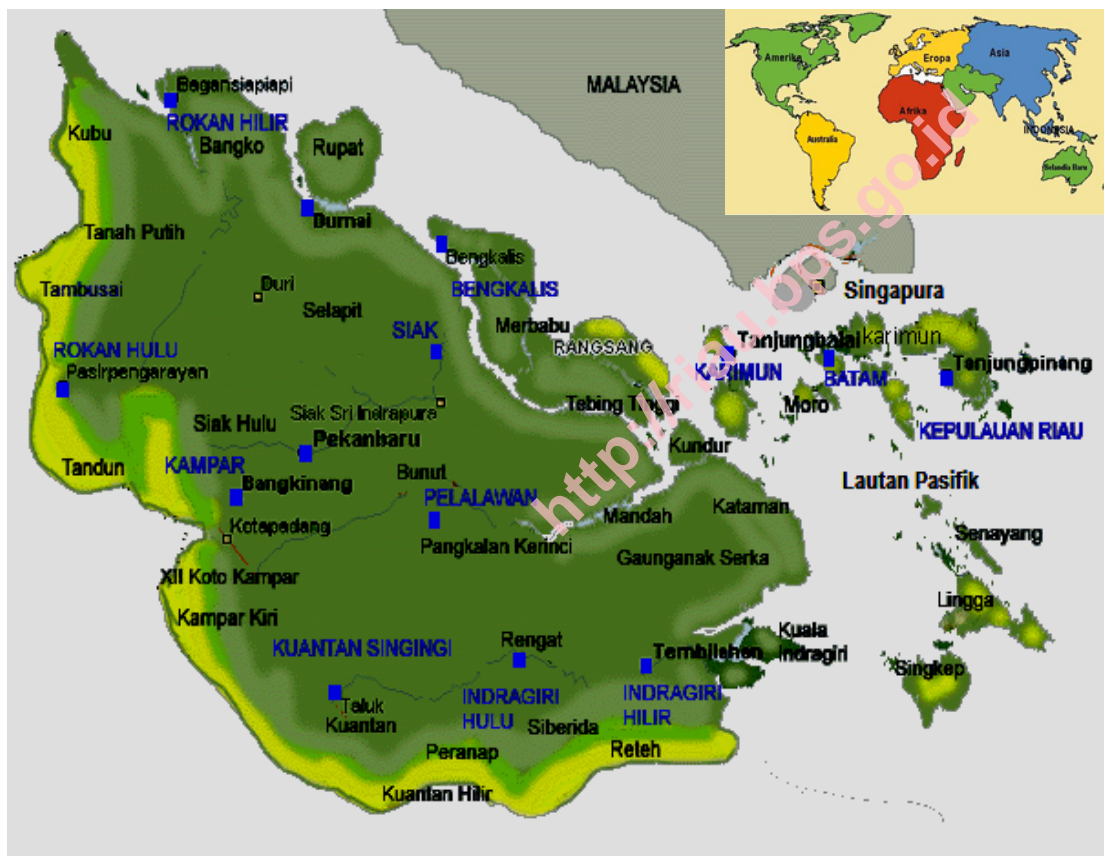 Amerika
Eropa
Asia
Afrika
INDONESIA
Australia
Selandia Baru
MALAYSIA
Bagansiapiapi
ROKAN HILIR
Bangko
Kubu
Rupat
Dumai
Tanah Putih
Bengkalis
Duri
Tambusai
Selapit
BENGKALIS
Singapura
SIAK
Merbabu
RANGSANG
Tanjungbalai
karimun
ROKAN HULU
Pasirpengarayan
KARIMUN
BATAM
Tanjungpinang
Siak Sri Indrapura
Tebing Tinggi
Moro
Siak Hulu
Pekanbaru
Kundur
KEPULAUAN RIAU
Tandun
KAMPAR
Bunut
Lautan Pasifik
Bangkinang
PELALAWAN
Mandah
Kataman
Kotapadang
Pangkalan Kerinci
Gaunganak Serka
Senayang
XII Koto Kampar
Kampar Kiri
Lingga
KUANTAN SINGINGI
Rengat
Tembilahan
Kuala
Indragiri
Singkep
Taluk
Kuantan
INDRAGIRI
HULU
INDRAGIRI
HILIR
Siberida
Peranap
Reteh
Kuantan Hilir
http://riau.bps.go.id